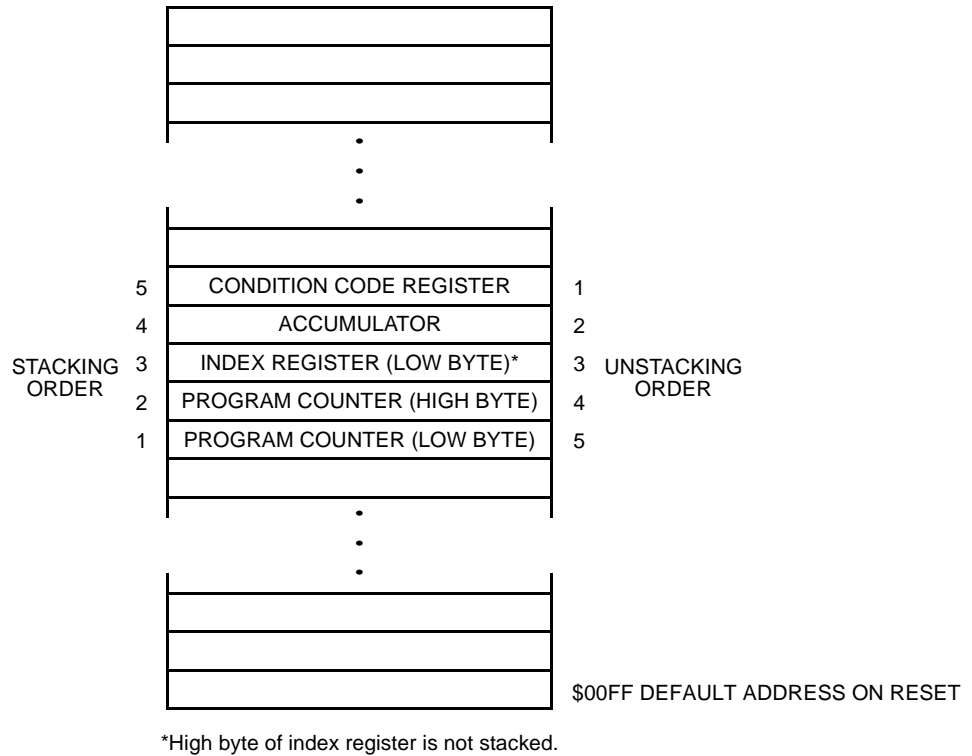 5 CONDITION CODE REGISTER 1
4 ACCUMULATOR 2
STACKING ORDER 3 INDEX REGISTER (LOW BYTE)* 3 UNSTACKING ORDER
2 PROGRAM COUNTER (HIGH BYTE) 4
1 PROGRAM COUNTER (LOW BYTE) 5
$00FF DEFAULT ADDRESS ON RESET
*High byte of index register is not stacked.